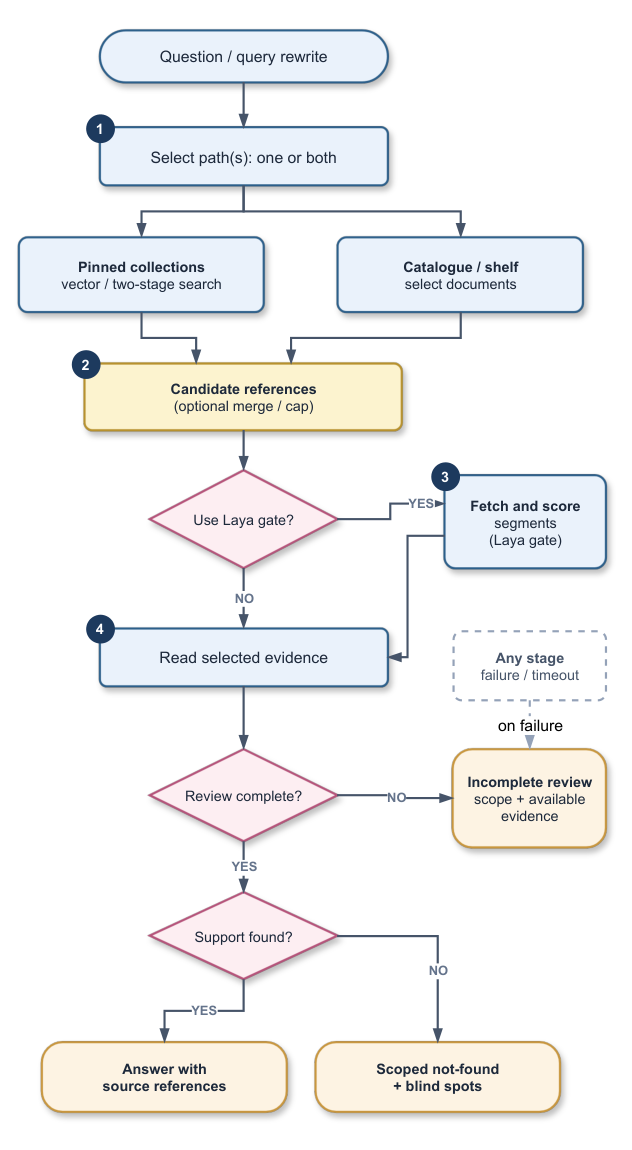 Question / query rewrite
1
Select path(s): one or both
Pinned collections
vector / two-stage search
Catalogue / shelf
select documents
2
Candidate references
(optional merge / cap)
Use Laya gate?
YES
3
Fetch and score
segments
(Laya gate)
NO
4
Read selected evidence
Any stage
failure / timeout
on failure
Review complete?
NO
Incomplete review
scope + available
evidence
YES
Support found?
NO
YES
Answer with
source references
Scoped not-found
+ blind spots